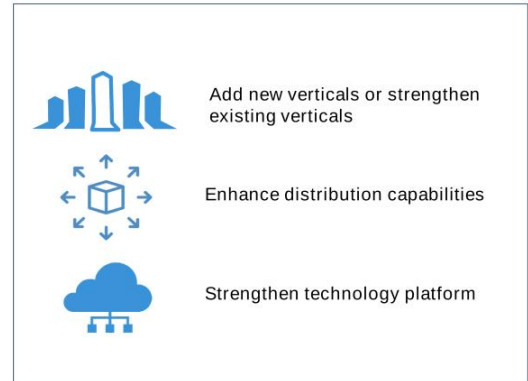 Add new verticals or strengthen
existing verticals
Enhance distribution capabilities
Strengthen technology platform